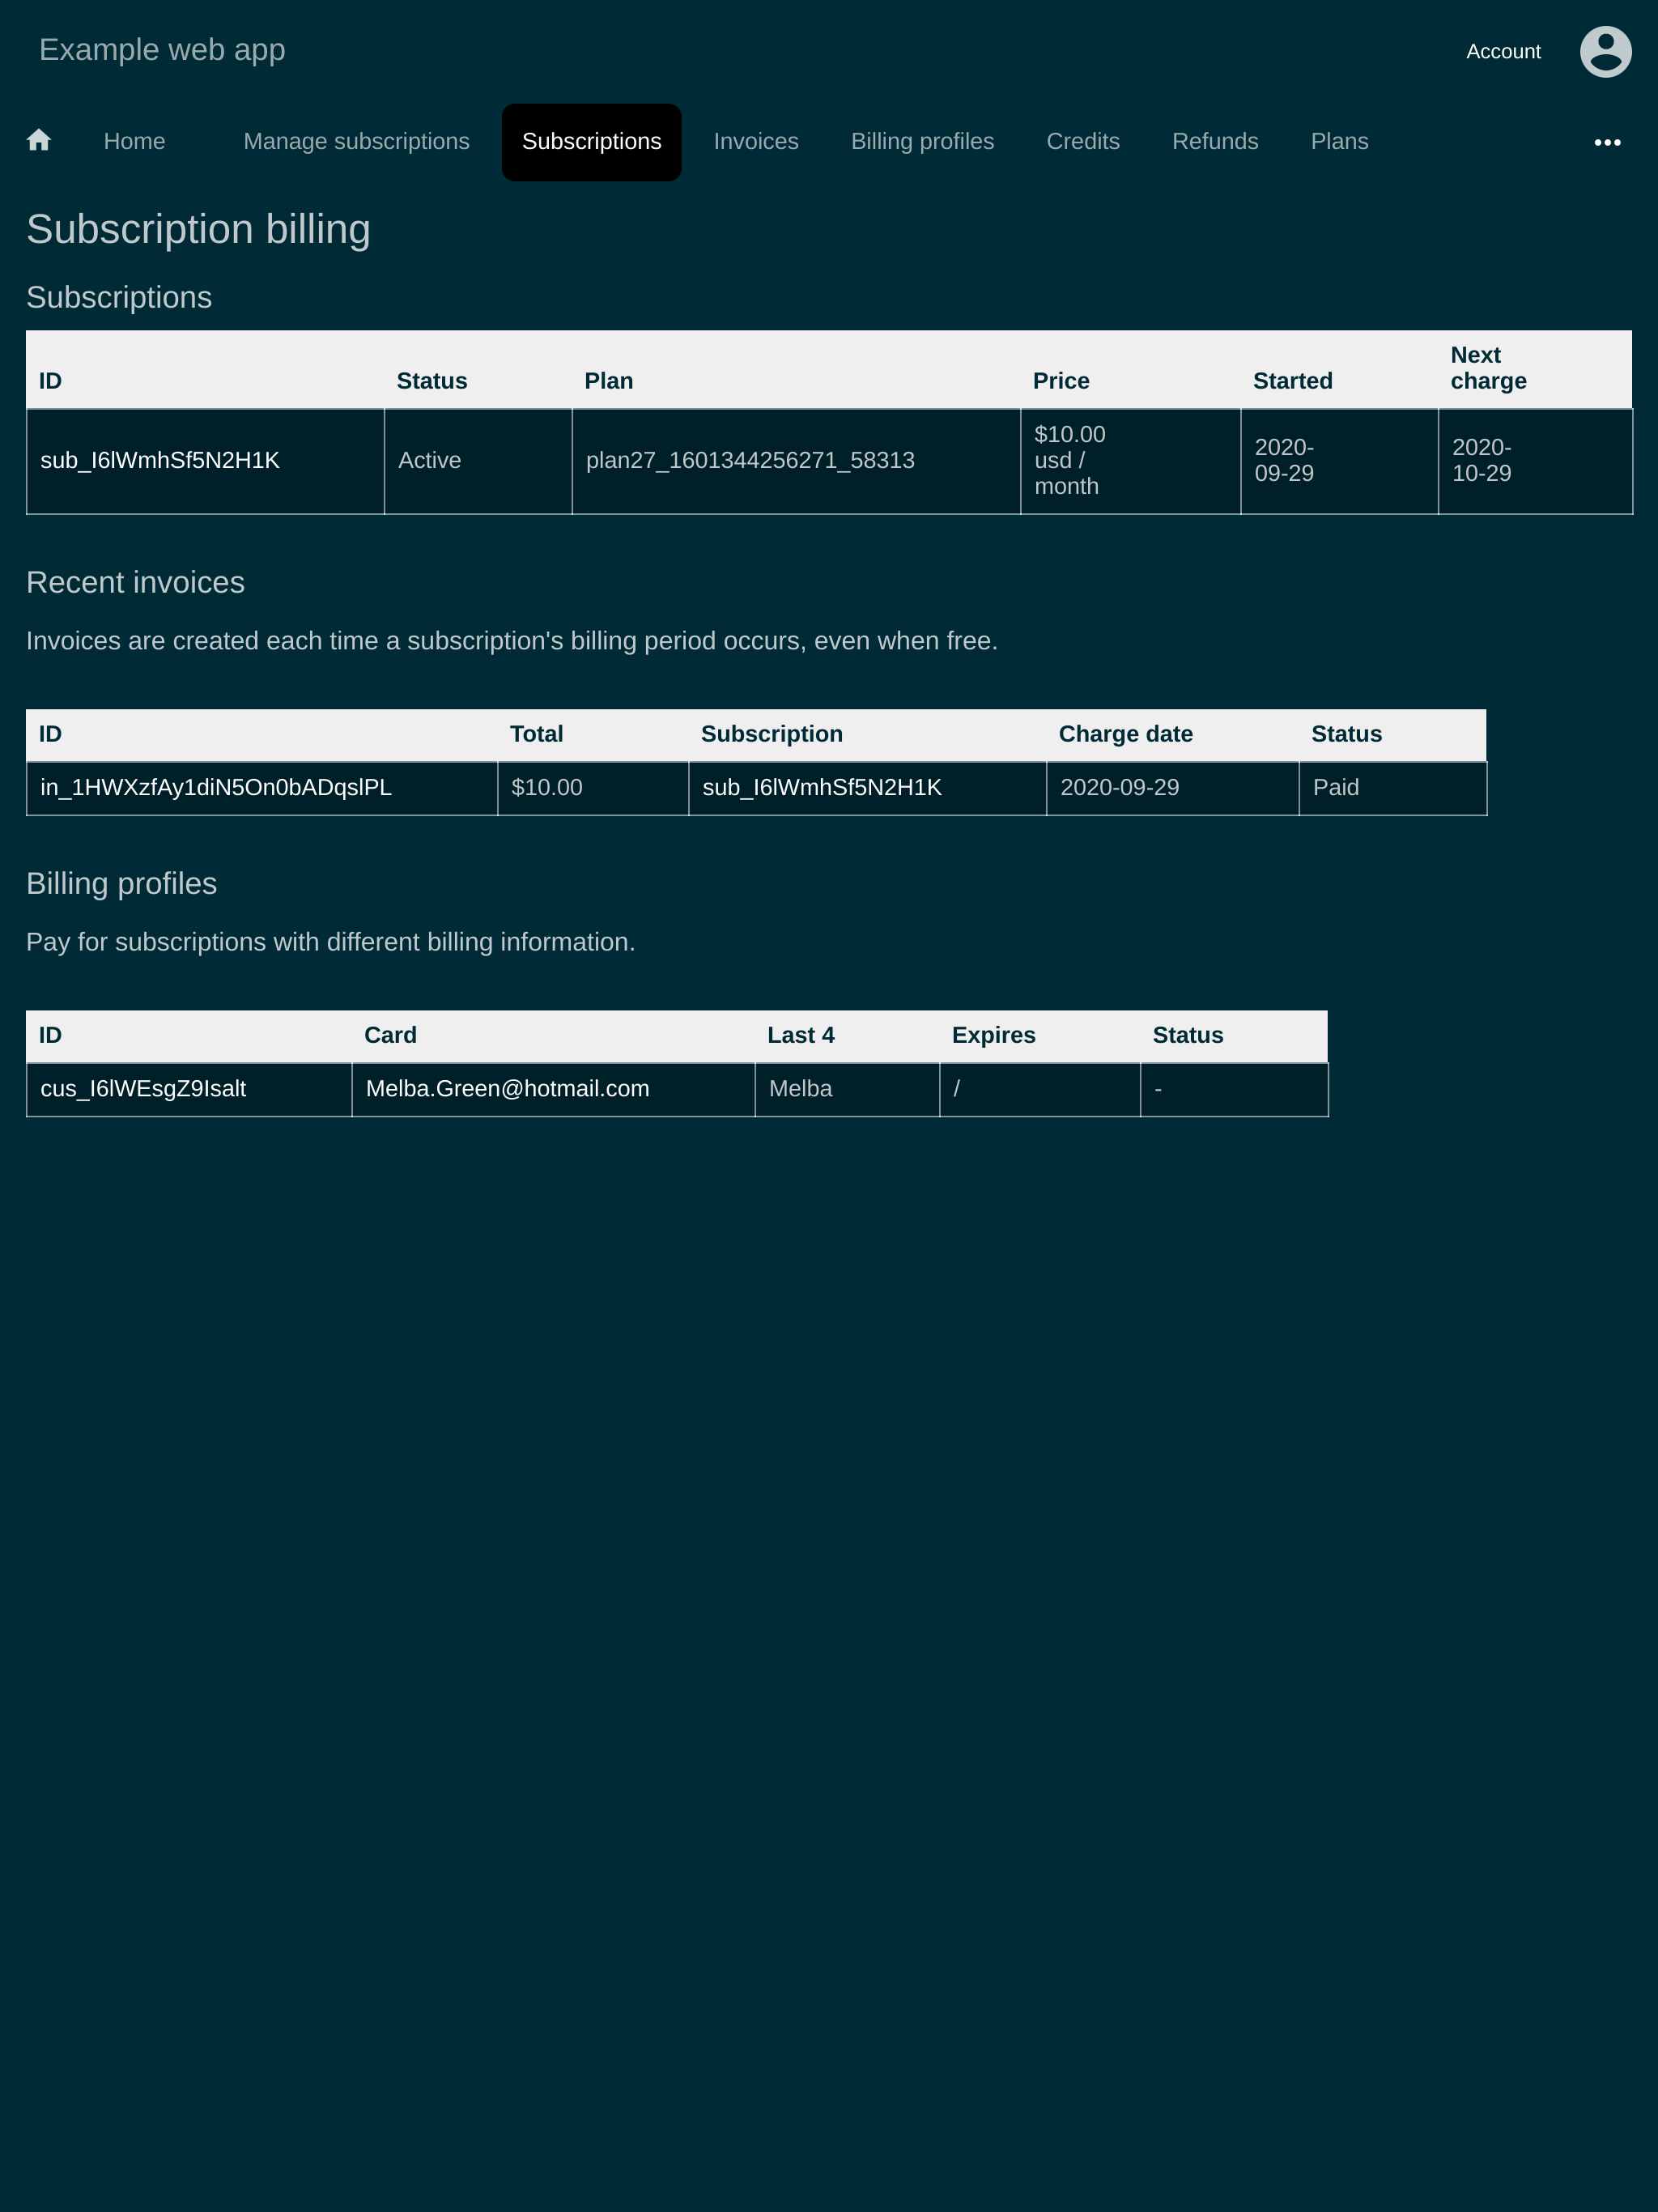 Example web app
Account
Home Manage subscriptions Subscriptions Invoices Billing profiles Credits Refunds Plans
Subscription billing
Subscriptions
ID Status Plan Price Started Next charge
sub_I6lWmhSf5N2H1K Active plan27_1601344256271_58313 $10.00 usd / month 2020-09-29 2020-10-29
Recent invoices
Invoices are created each time a subscription's billing period occurs, even when free.
ID Total Subscription Charge date Status
in_1HWXzfAy1diN5On0bADqslPL $10.00 sub_I6lWmhSf5N2H1K 2020-09-29 Paid
Billing profiles
Pay for subscriptions with different billing information.
ID Card Last 4 Expires Status
cus_I6lWEsgZ9Isalt Melba.Green@hotmail.com Melba / -